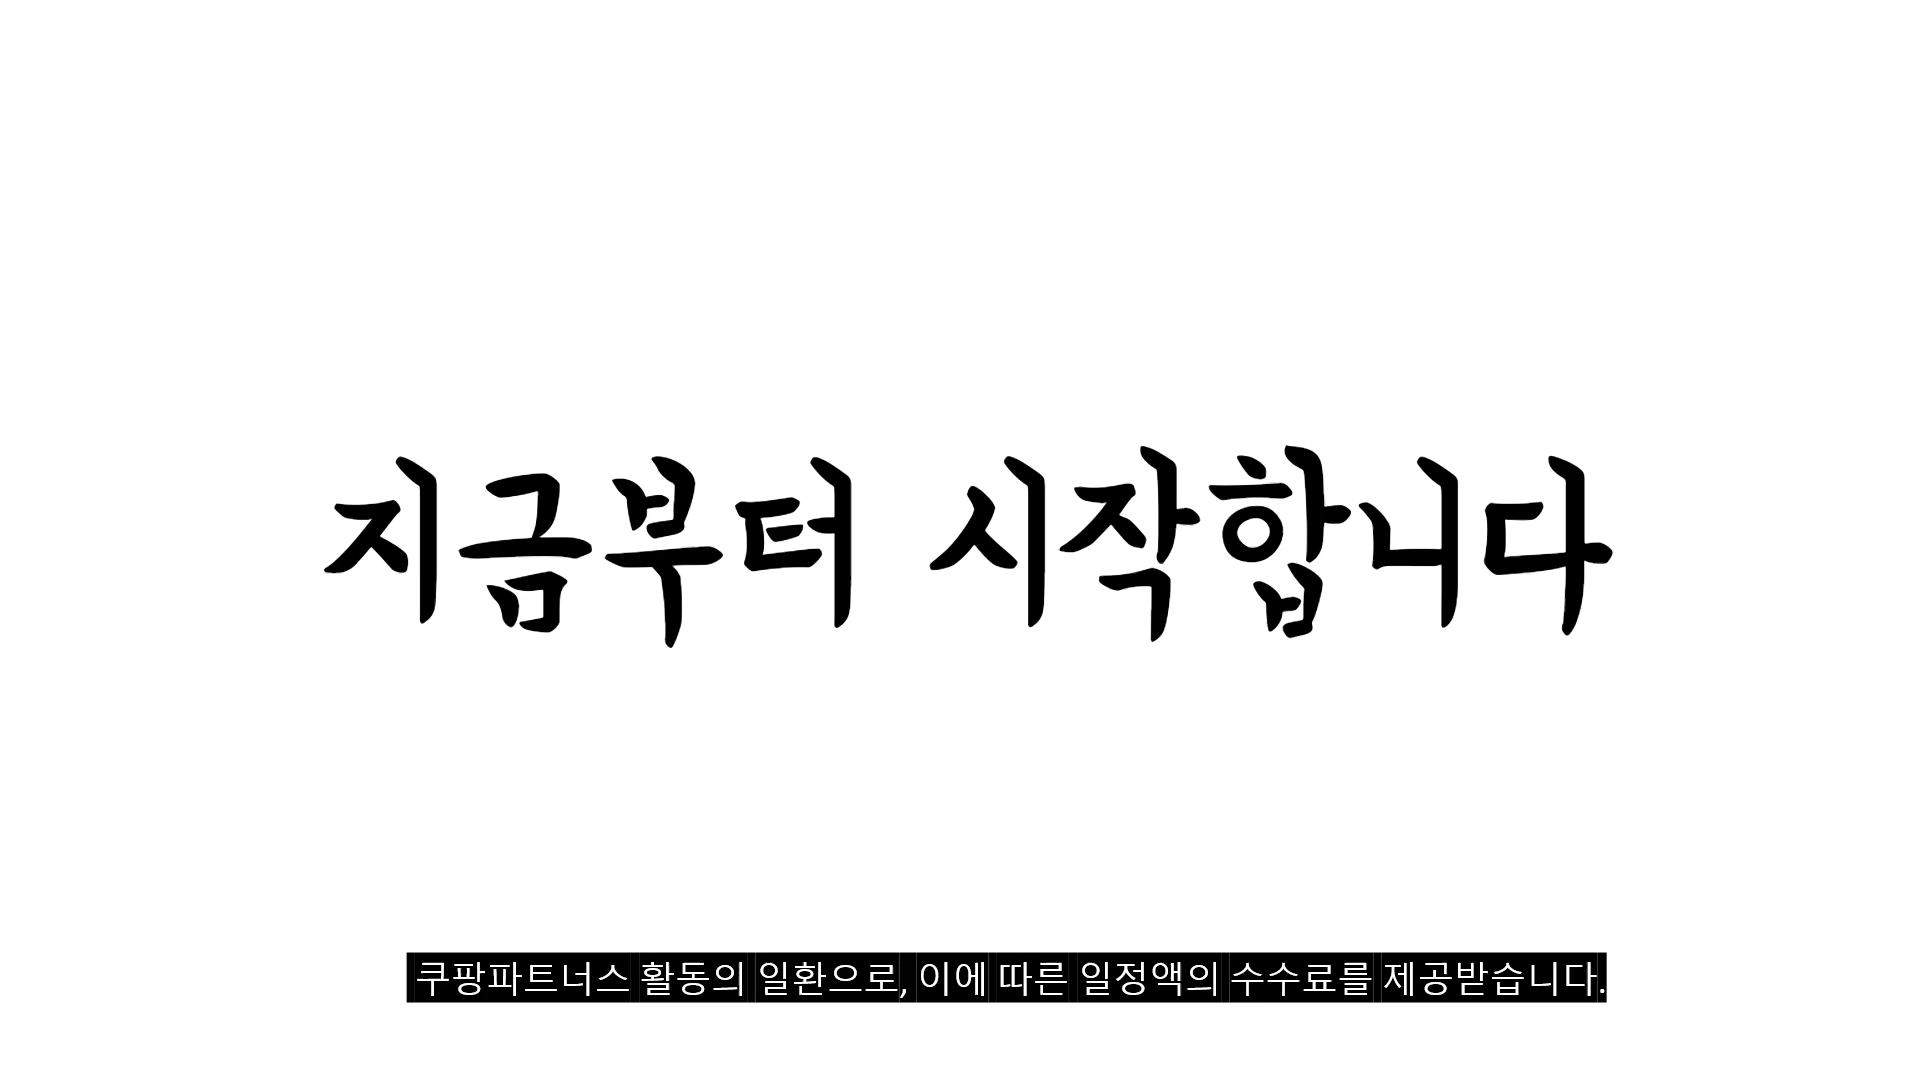 지금부터 시작합니다
쿠팡파트너스 활동의 일환으로, 이에 따른 일정액의 수수료를 제공받습니다.